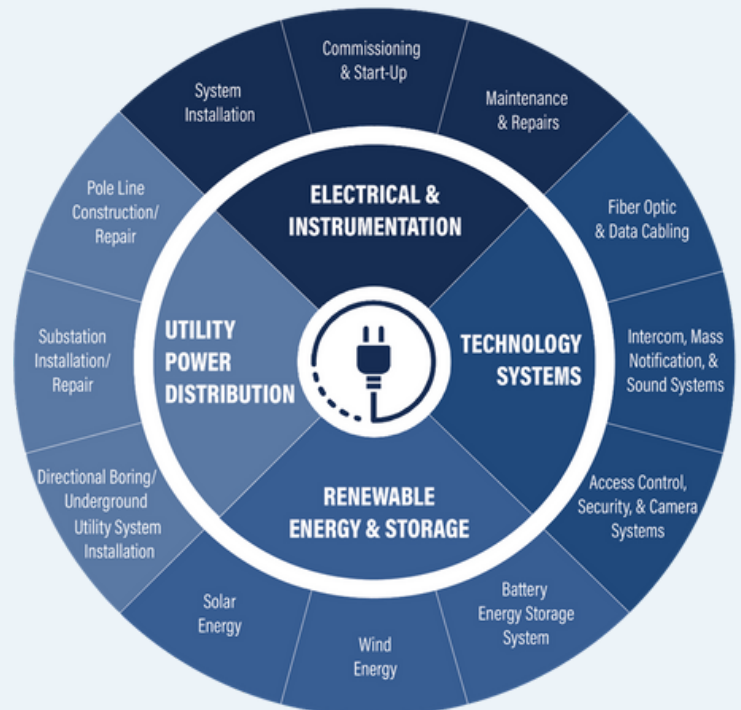 Commissioning
& Start-Up
System
Installation
Maintenance
& Repairs
ELECTRICAL &
INSTRUMENTATION
Pole Line
Construction/
Repair
Fiber Optic
& Data Cabling
Substation
Installation/
Repair
UTILITY
POWER
DISTRIBUTION
TECHNOLOGY
SYSTEMS
Intercom, Mass
Notification, &
Sound Systems
Directional Boring/
Underground
Utility System
Installation
RENEWABLE
ENERGY & STORAGE
Access Control,
Security, & Camera
Systems
Solar
Energy
Wind
Energy
Battery
Energy Storage
System